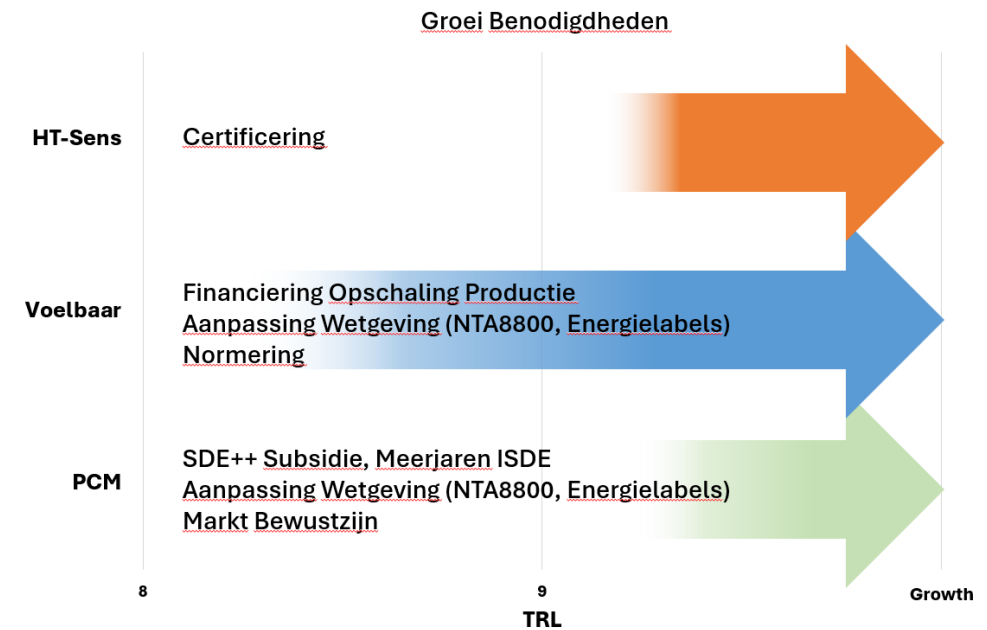 Groei Benodigdheden
HT-Sens
Certificering
Voelbaar
Financiering Opschaling Productie
Aanpassing Wetgeving (NTA8800, Energielabels)
Normering
PCM
SDE++ Subsidie, Meerjaren ISDE
Aanpassing Wetgeving (NTA8800, Energielabels)
Markt Bewustzijn
8
9
Growth
TRL